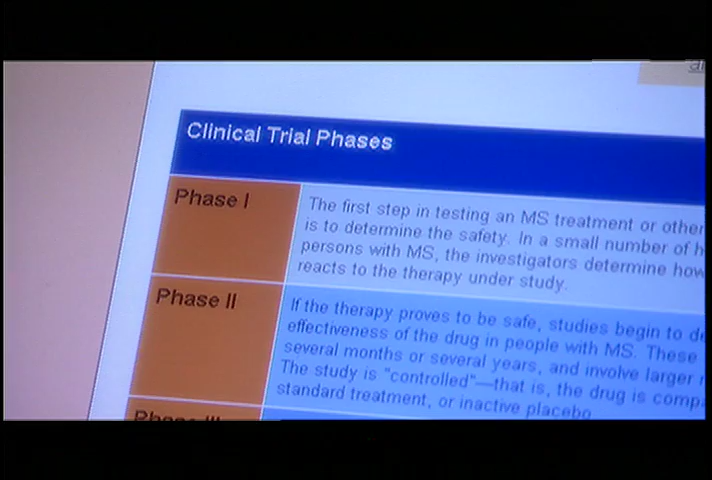 Clinical Trial Phases
Phase I
The first step in testing an MS treatment or other
is to determine the safety. In a small number of h
persons with MS, the investigators determine how
reacts to the therapy under study.
Phase II
If the therapy proves to be safe, studies begin to de
effectiveness of the drug in people with MS. These
several months or several years, and involve larger
The study is "controlled"—that is, the drug is compa
standard treatment, or inactive placebo
Phase III